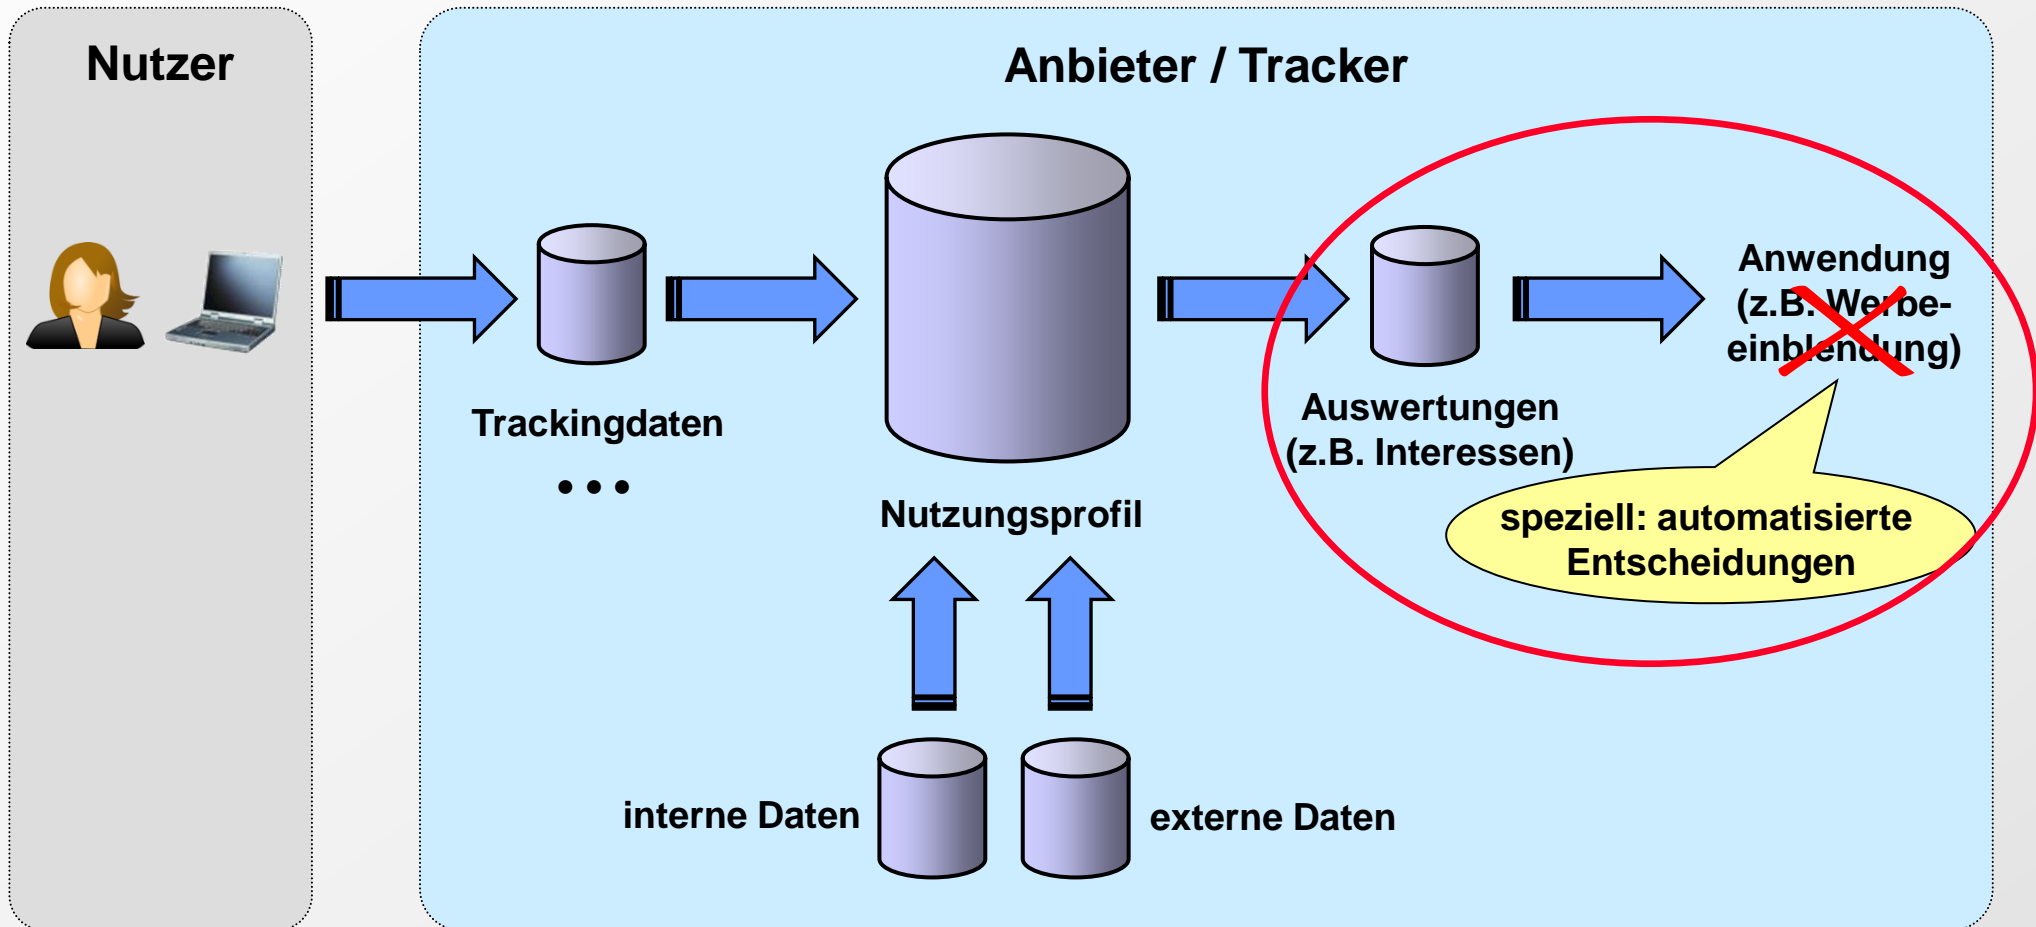 Nutzer
Anbieter / Tracker
Trackingdaten
...
Nutzungsprofil
Auswertungen
(z.B. Interessen)
Anwendung
(z.B. Werbe-
einblendung)
speziell: automatisierte
Entscheidungen
interne Daten
externe Daten